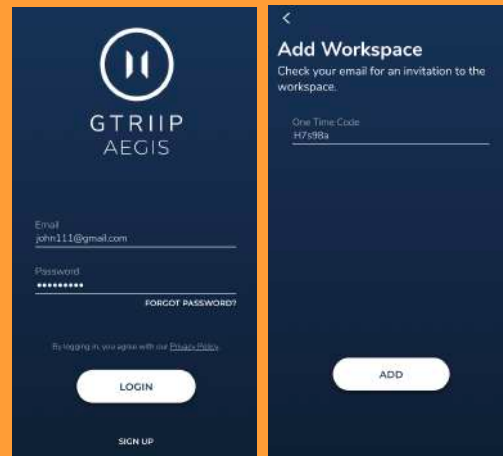 GTRIIP
AEGIS
Email
john111@gmail.com
Password
•••••••••
FORGOT PASSWORD?
By logging in, you agree with our Privacy Policy.
LOGIN
SIGN UP
Add Workspace
Check your email for an invitation to the
workspace.
One Time Code
H7s98a
ADD